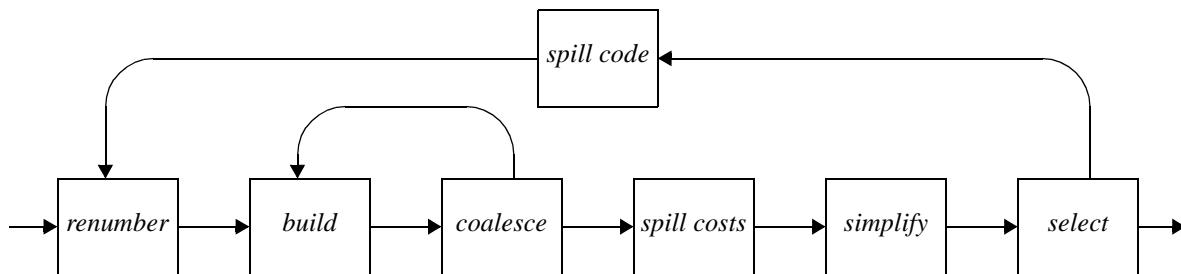 spill code
renumber
build
coalesce
spill costs
simplify
select